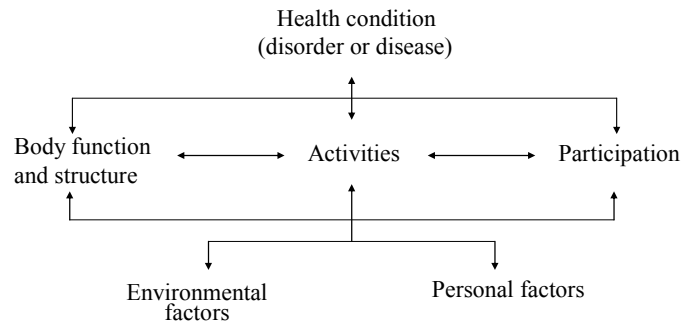 Health condition
(disorder or disease)
Body function
and structure
Activities
Participation
Environmental
factors
Personal factors